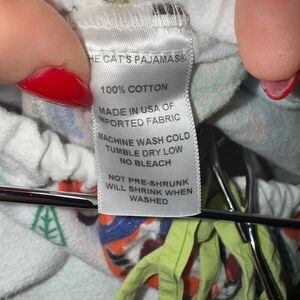 HE CAT'S PAJAMAS®
100% COTTON
MADE IN USA OF
IMPORTED FABRIC
MACHINE WASH COLD
TUMBLE DRY LOW
NO BLEACH
NOT PRE-SHRUNK
WILL SHRINK WHEN
WASHED